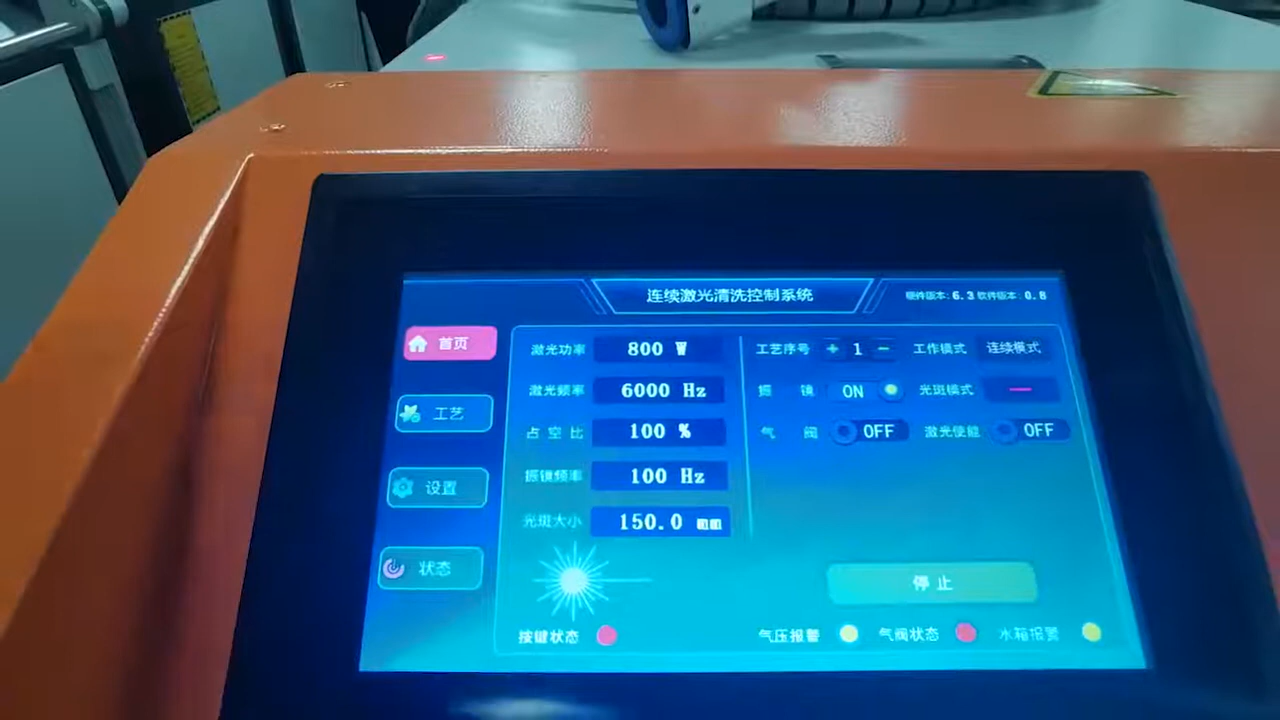 连续激光清洗控制系统
硬件版本:6.3 软件版本:0.8
首页
工艺
设置
状态
激光功率 800 W
激光频率 6000 Hz
占空比 100 %
振镜频率 100 Hz
光斑大小 150.0 mm
工艺序号 + 1 - 工作模式 连续模式
振镜 ON 光斑模式
气阀 OFF 激光使能 OFF
停止
按键状态 气压报警 气阀状态 水箱报警